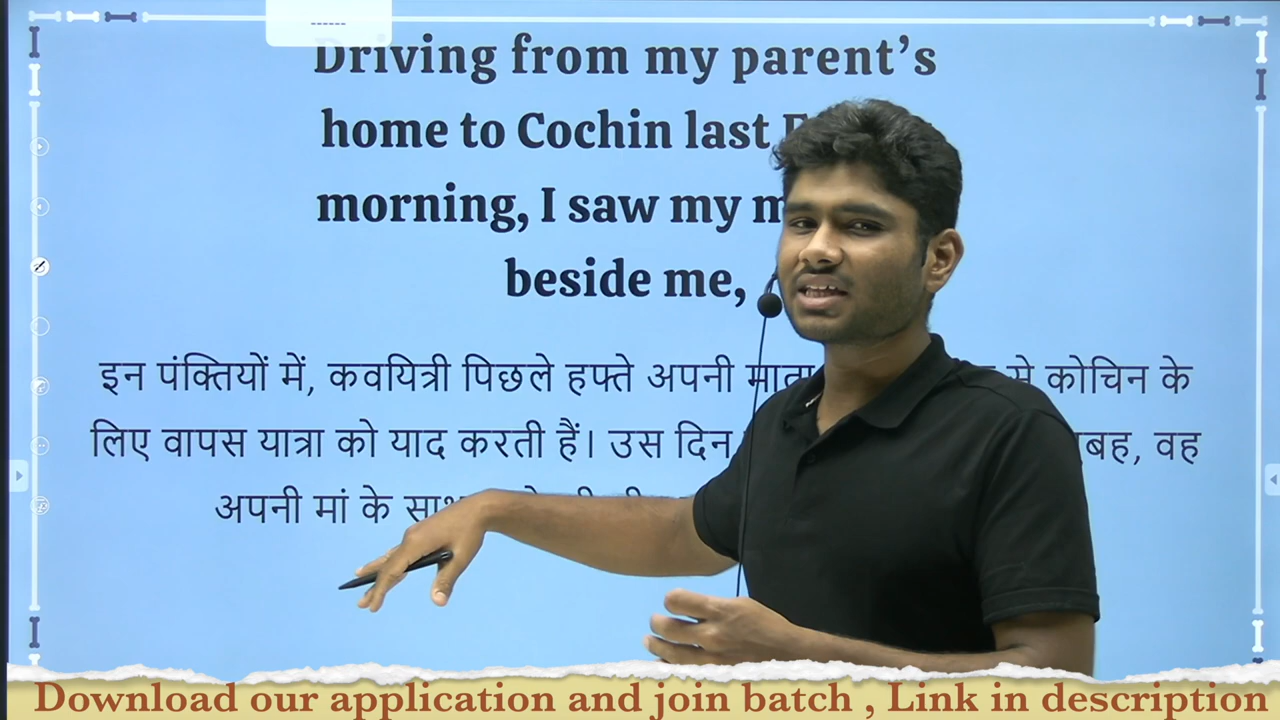 Driving from my parent’s
home to Cochin last
morning, I saw my
beside me,
इन पंक्तियों में, कवयित्री पिछले हफ्ते अपनी से कोचिन के
लिए वापस यात्रा को याद करती हैं। उस दिन वह
अपनी मां के
Download our application and join batch , Link in description